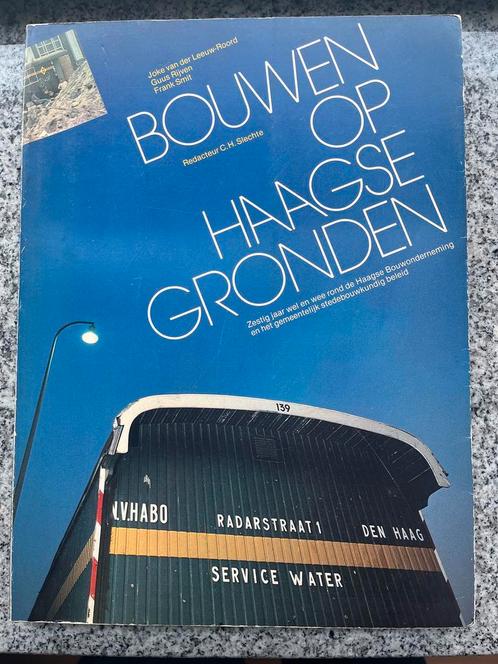 Joke van der Leeuw-Roord
Guus Rijven
Frank Smit
BOUWEN
OP
Redacteur C.H. Slechte
HAAGSE
GRONDEN
Zestig jaar wel en wee rond de Haagse Bouwonderneming
en het gemeentelijk stedebouwkundig beleid
139
N.V. HABO
RADARSTRAAT 1
DEN HAAG
SERVICE WATER